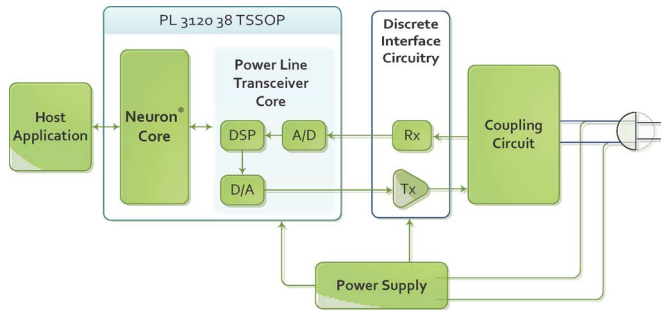 PL 3120 38 TSSOP
Discrete
Interface
Circuitry
Power Line
Transceiver
Core
Host
Application
Neuron®
Core
DSP
A/D
Rx
Coupling
Circuit
D/A
Tx
Power Supply